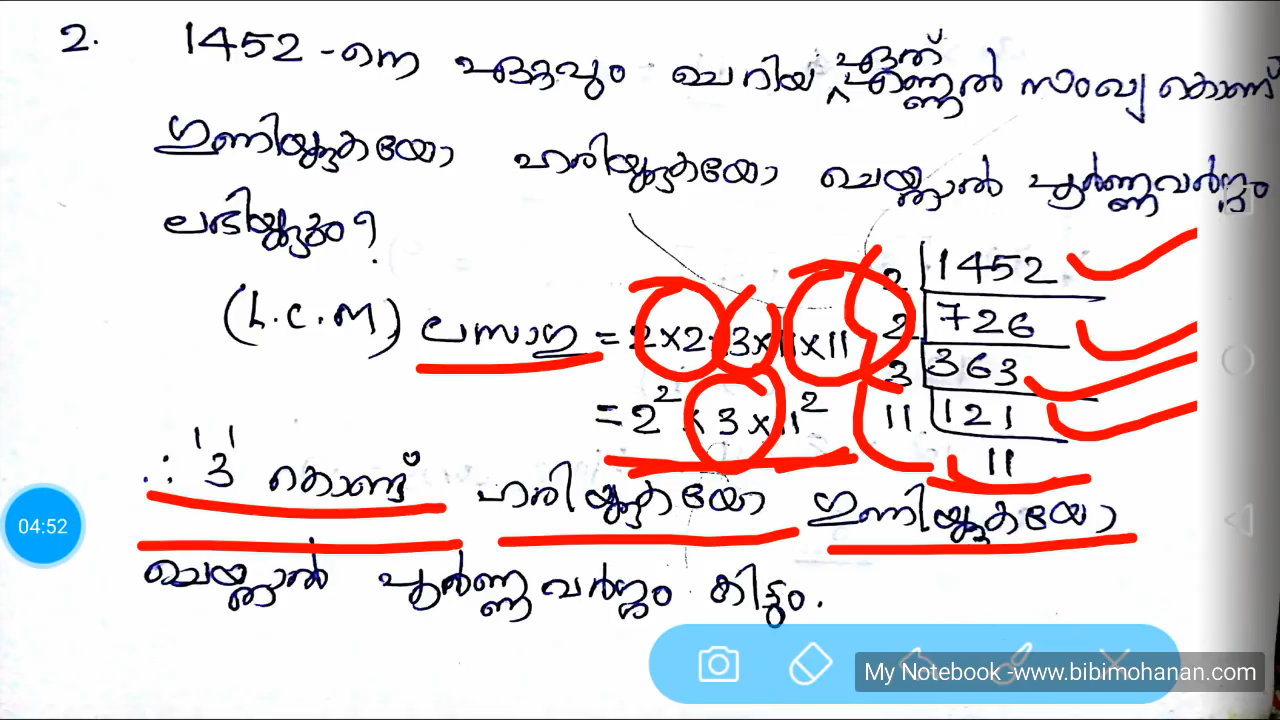 2. 1452 -നെ ഏറ്റവും ചെറിയ ഏത് എണ്ണൽ സംഖ്യ കൊണ്ട്
ഗുണിയ്ക്കുകയോ ഹരിയ്ക്കുകയോ ചെയ്താൽ പൂർണ്ണവർഗ്ഗം
ലഭിയ്ക്കും?
(L.C.M) ലസാഗു = 2×2×3×11×11
= 2² × 3 × 11²
2 1452
2 726
3 363
11 121
11
∴ "3 കൊണ്ട് ഹരിയ്ക്കുകയോ ഗുണിയ്ക്കുകയോ
ചെയ്താൽ പൂർണ്ണവർഗ്ഗം കിട്ടും.
04:52
My Notebook -www.bibimohanan.com